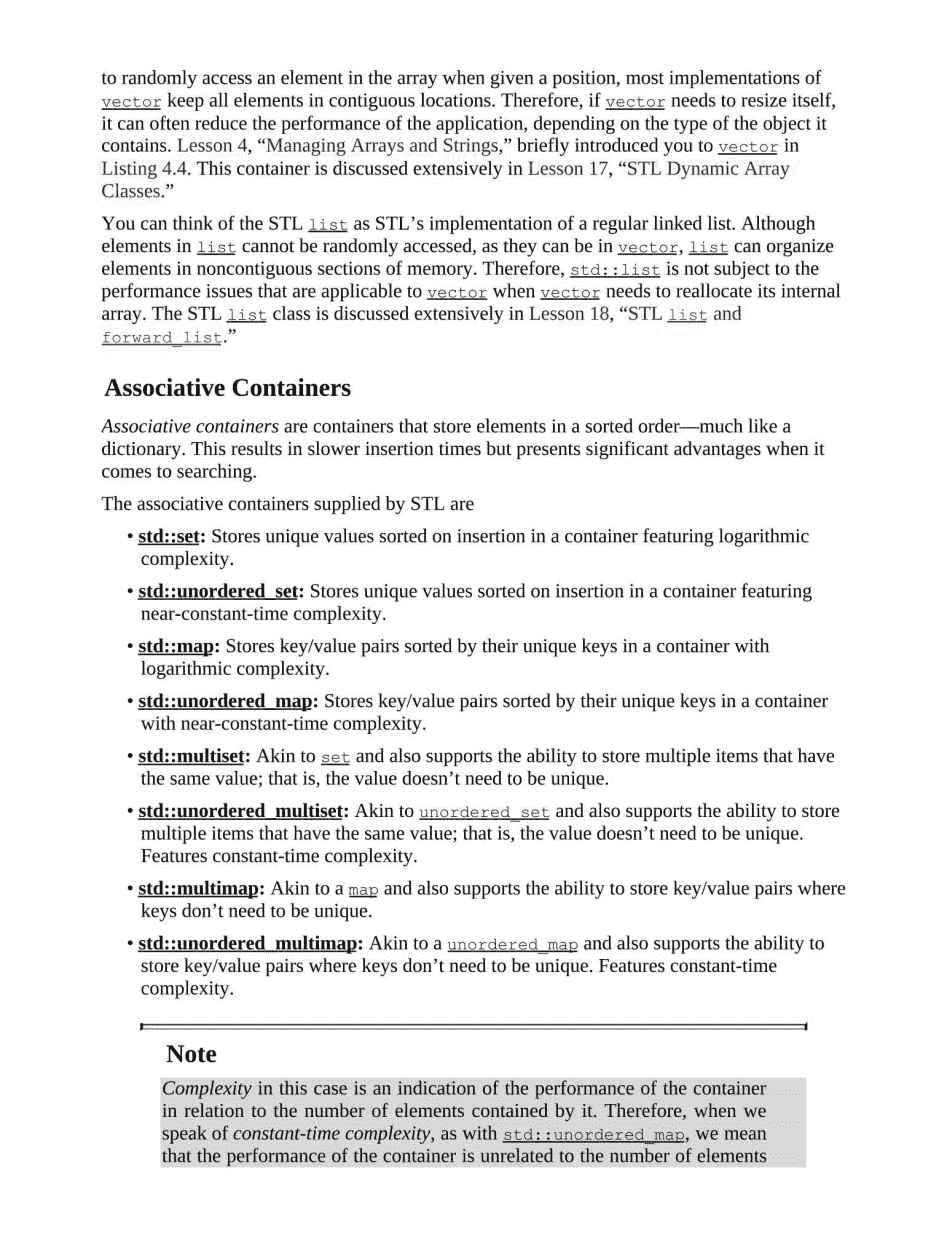 to randomly access an element in the array when given a position, most implementations of
vector keep all elements in contiguous locations. Therefore, if vector needs to resize itself,
it can often reduce the performance of the application, depending on the type of the object it
contains. Lesson 4, “Managing Arrays and Strings,” briefly introduced you to vector in
Listing 4.4. This container is discussed extensively in Lesson 17, “STL Dynamic Array
Classes.”
You can think of the STL list as STL’s implementation of a regular linked list. Although
elements in list cannot be randomly accessed, as they can be in vector, list can organize
elements in noncontiguous sections of memory. Therefore, std::list is not subject to the
performance issues that are applicable to vector when vector needs to reallocate its internal
array. The STL list class is discussed extensively in Lesson 18, “STL list and
forward_list.”
Associative Containers
Associative containers are containers that store elements in a sorted order—much like a
dictionary. This results in slower insertion times but presents significant advantages when it
comes to searching.
The associative containers supplied by STL are
• std::set: Stores unique values sorted on insertion in a container featuring logarithmic
complexity.
• std::unordered_set: Stores unique values sorted on insertion in a container featuring
near-constant-time complexity.
• std::map: Stores key/value pairs sorted by their unique keys in a container with
logarithmic complexity.
• std::unordered_map: Stores key/value pairs sorted by their unique keys in a container
with near-constant-time complexity.
• std::multiset: Akin to set and also supports the ability to store multiple items that have
the same value; that is, the value doesn’t need to be unique.
• std::unordered_multiset: Akin to unordered_set and also supports the ability to store
multiple items that have the same value; that is, the value doesn’t need to be unique.
Features constant-time complexity.
• std::multimap: Akin to a map and also supports the ability to store key/value pairs where
keys don’t need to be unique.
• std::unordered_multimap: Akin to a unordered_map and also supports the ability to
store key/value pairs where keys don’t need to be unique. Features constant-time
complexity.
Note
Complexity in this case is an indication of the performance of the container
in relation to the number of elements contained by it. Therefore, when we
speak of constant-time complexity, as with std::unordered_map, we mean
that the performance of the container is unrelated to the number of elements